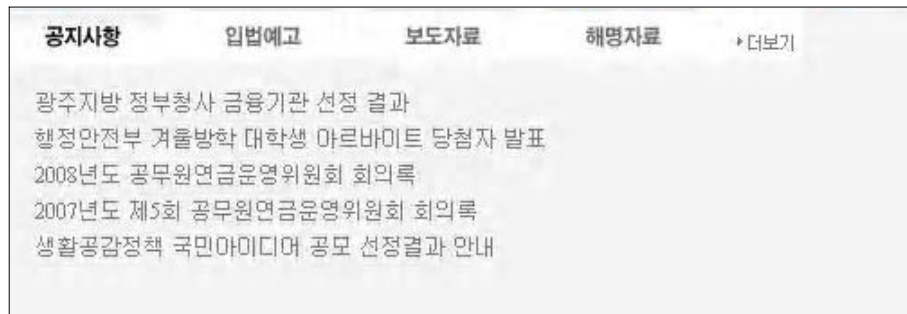 공지사항 입법예고 보도자료 해명자료 더보기
광주지방 정부청사 금융기관 선정 결과
행정안전부 겨울방학 대학생 아르바이트 당첨자 발표
2008년도 공무원연금운영위원회 회의록
2007년도 제5회 공무원연금운영위원회 회의록
생활공감정책 국민아이디어 공모 선정결과 안내